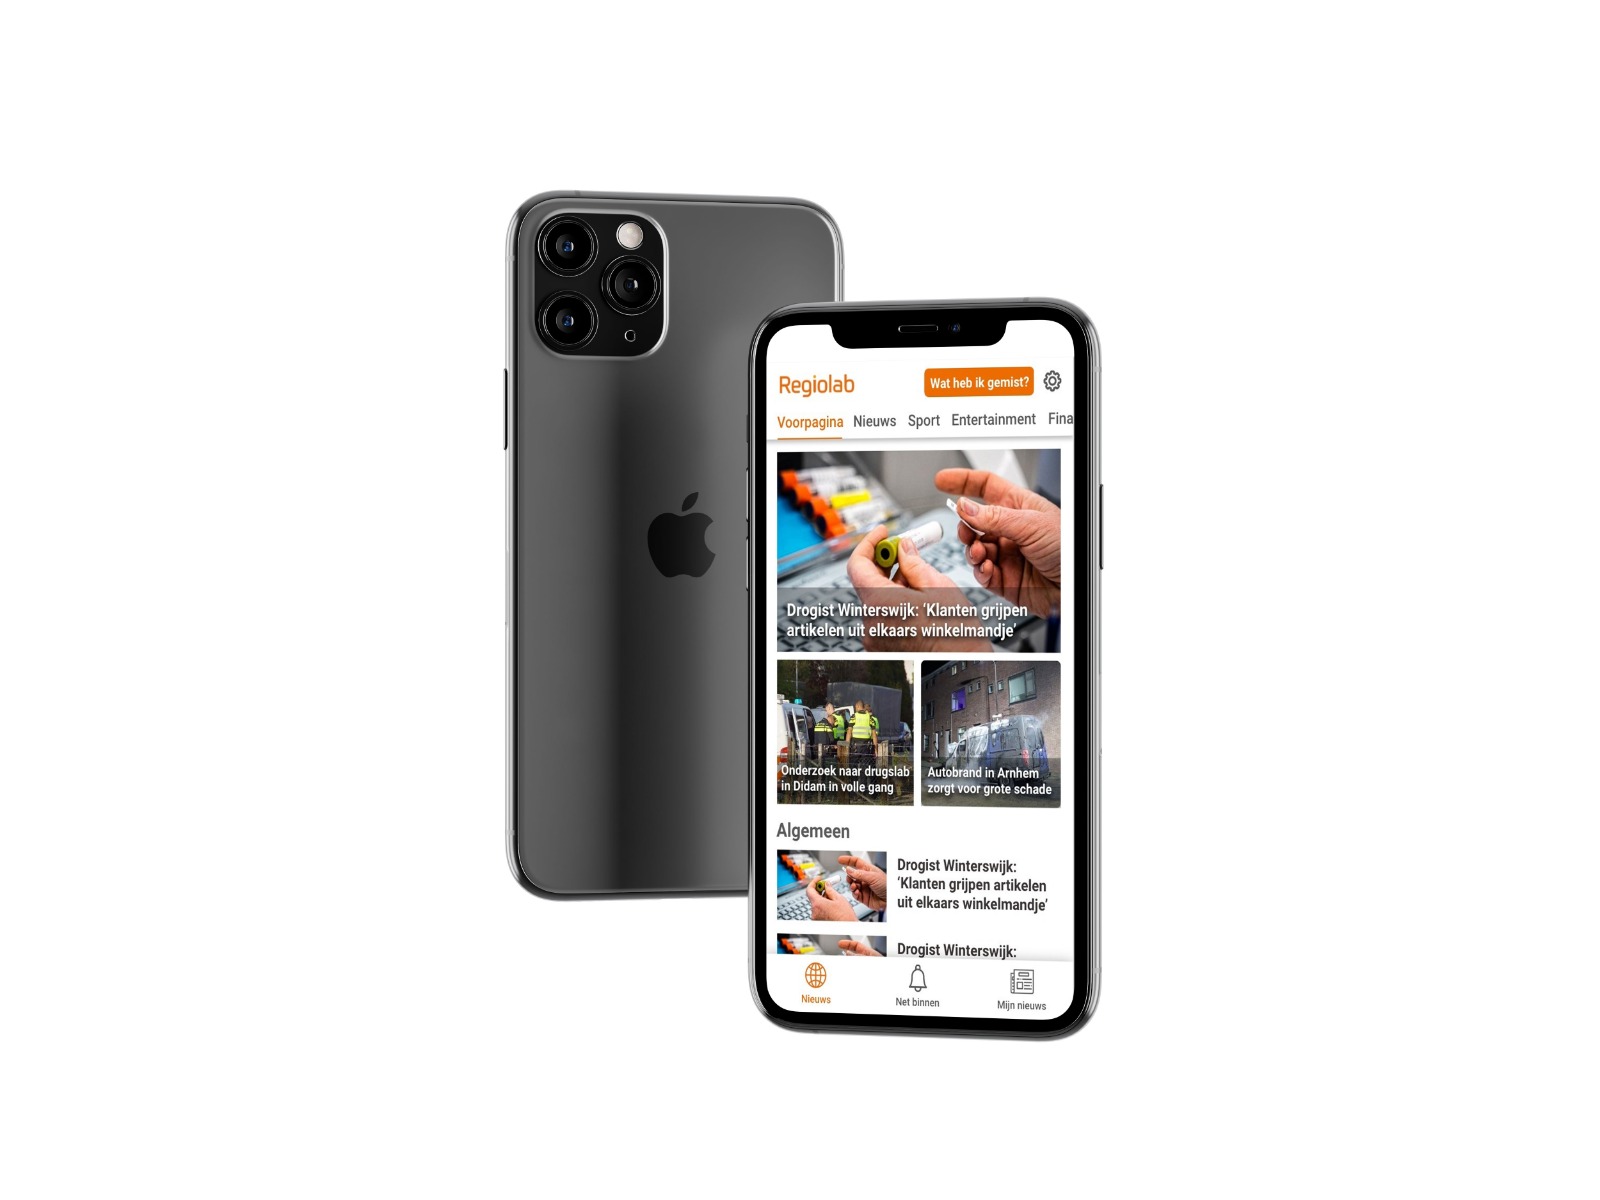 Regiolab
Wat heb ik gemist?
Voorpagina Nieuws Sport Entertainment Fina
Drogist Winterswijk: ‘Klanten grijpen
artikelen uit elkaars winkelmandje’
Onderzoek naar drugslab
in Didam in volle gang
Autobrand in Arnhem
zorgt voor grote schade
Algemeen
Drogist Winterswijk:
‘Klanten grijpen artikelen
uit elkaars winkelmandje’
Drogist Winterswijk:
Nieuws
Net binnen
Mijn nieuws